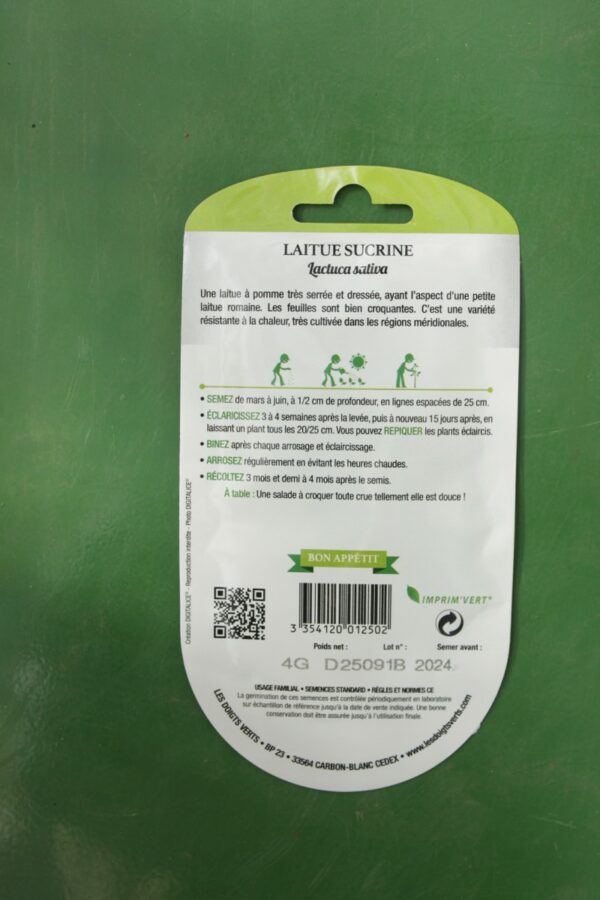 LAITUE SUCRINE
Lactuca sativa
Une laitue à pomme très serrée et dressée, ayant l'aspect d'une petite
laitue romaine. Les feuilles sont bien croquantes. C'est une variété
résistante à la chaleur, très cultivée dans les régions méridionales.
• SEMEZ de mars à juin, à 1/2 cm de profondeur, en lignes espacées de 25 cm.
• ÉCLAIRCISSEZ 3 à 4 semaines après la levée, puis à nouveau 15 jours après, en
laissant un plant tous les 20/25 cm. Vous pouvez REPIQUER les plants éclaircis.
• BINEZ après chaque arrosage et éclaircissage.
• ARROSEZ régulièrement en évitant les heures chaudes.
• RÉCOLTEZ 3 mois et demi à 4 mois après le semis.
À table : Une salade à croquer toute crue tellement elle est douce !
Création DIGITALICE® - Reproduction interdite - Photo DIGITALICE®
BON APPÉTIT
IMPRIM'VERT®
3 354120 012502
Poids net : Lot n° : Semer avant :
4G D25091B 2024
USAGE FAMILIAL • SEMENCES STANDARD • RÈGLES ET NORMES CE
La germination de ces semences est contrôlée périodiquement en laboratoire
sur échantillon de référence jusqu'à la date de vente indiquée. Une bonne
conservation doit être assurée jusqu'à l'utilisation finale.
LES DOIGTS VERTS • BP 23 • 33564 CARBON-BLANC CEDEX • www.lesdoigtsverts.com